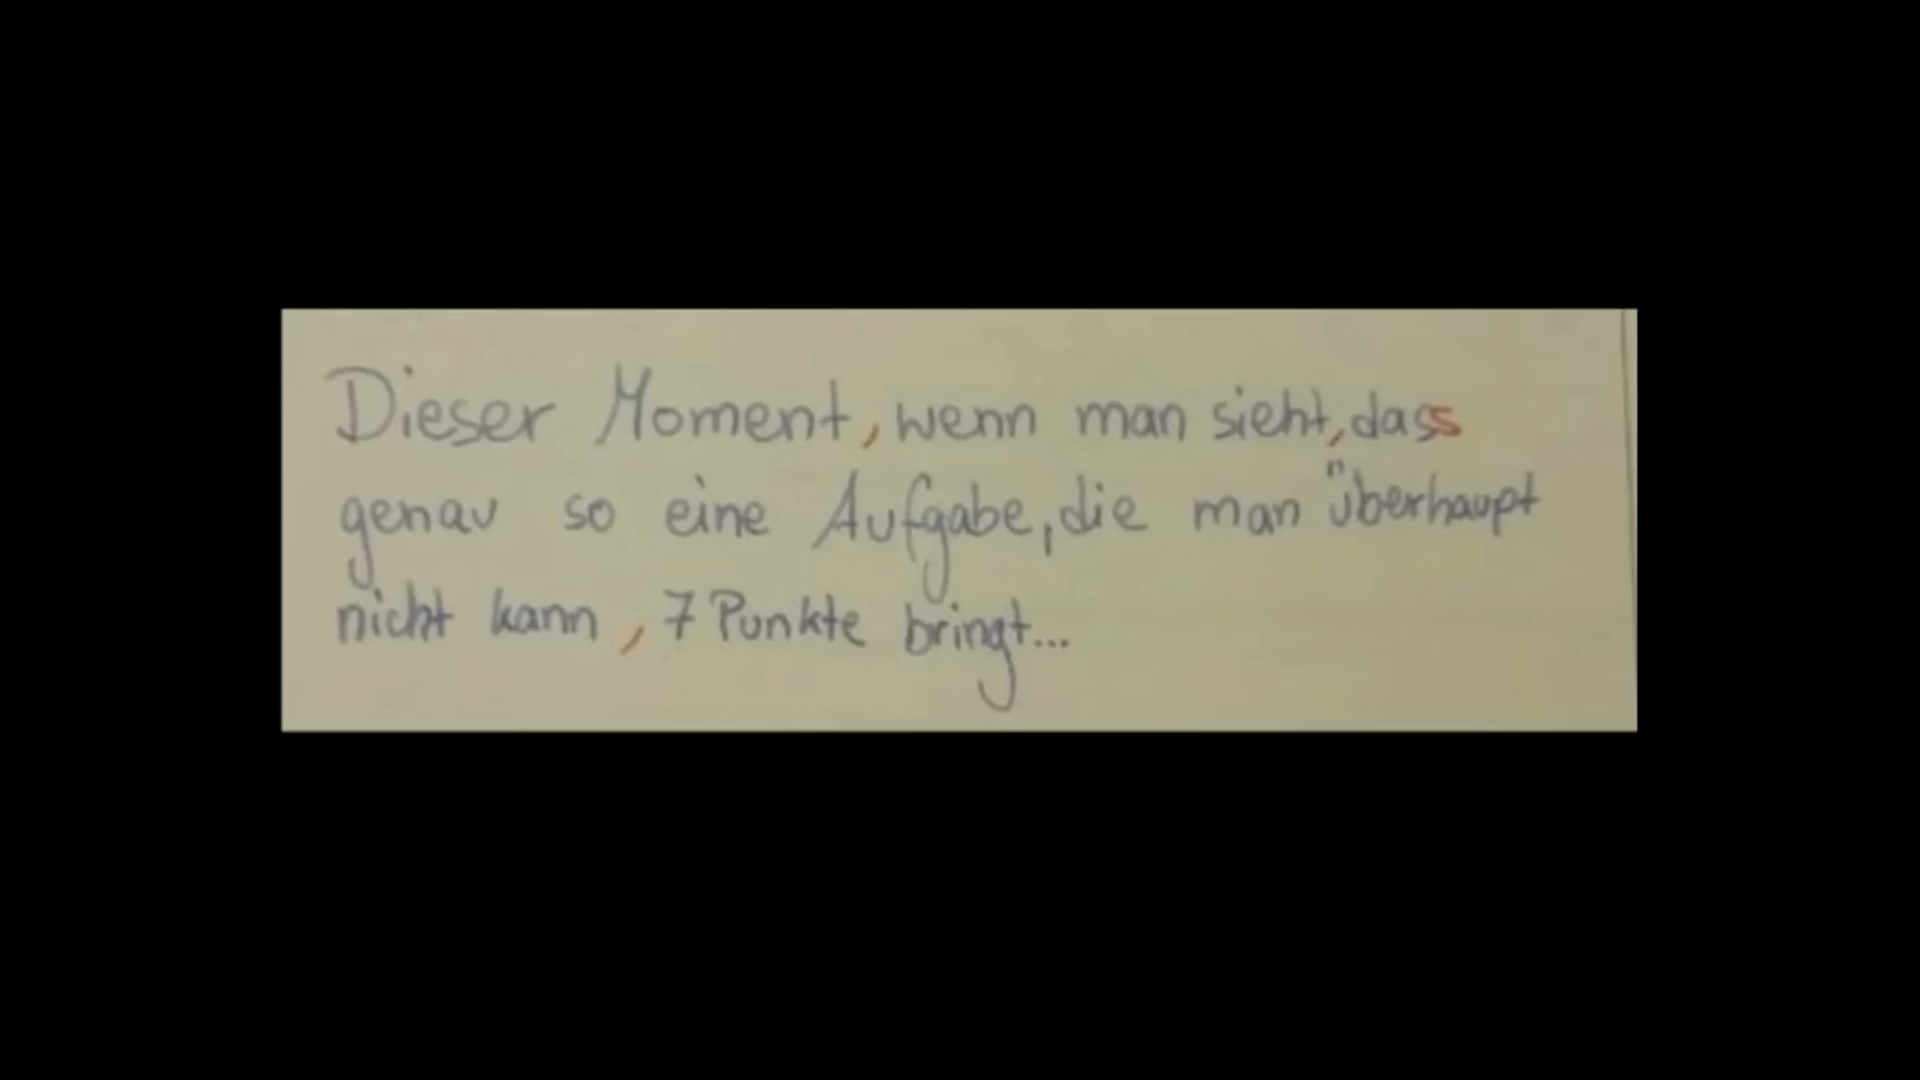 Dieser Moment, wenn man sieht, dass
genau so eine Aufgabe, die man überhaupt
nicht kann, 7 Punkte bringt...